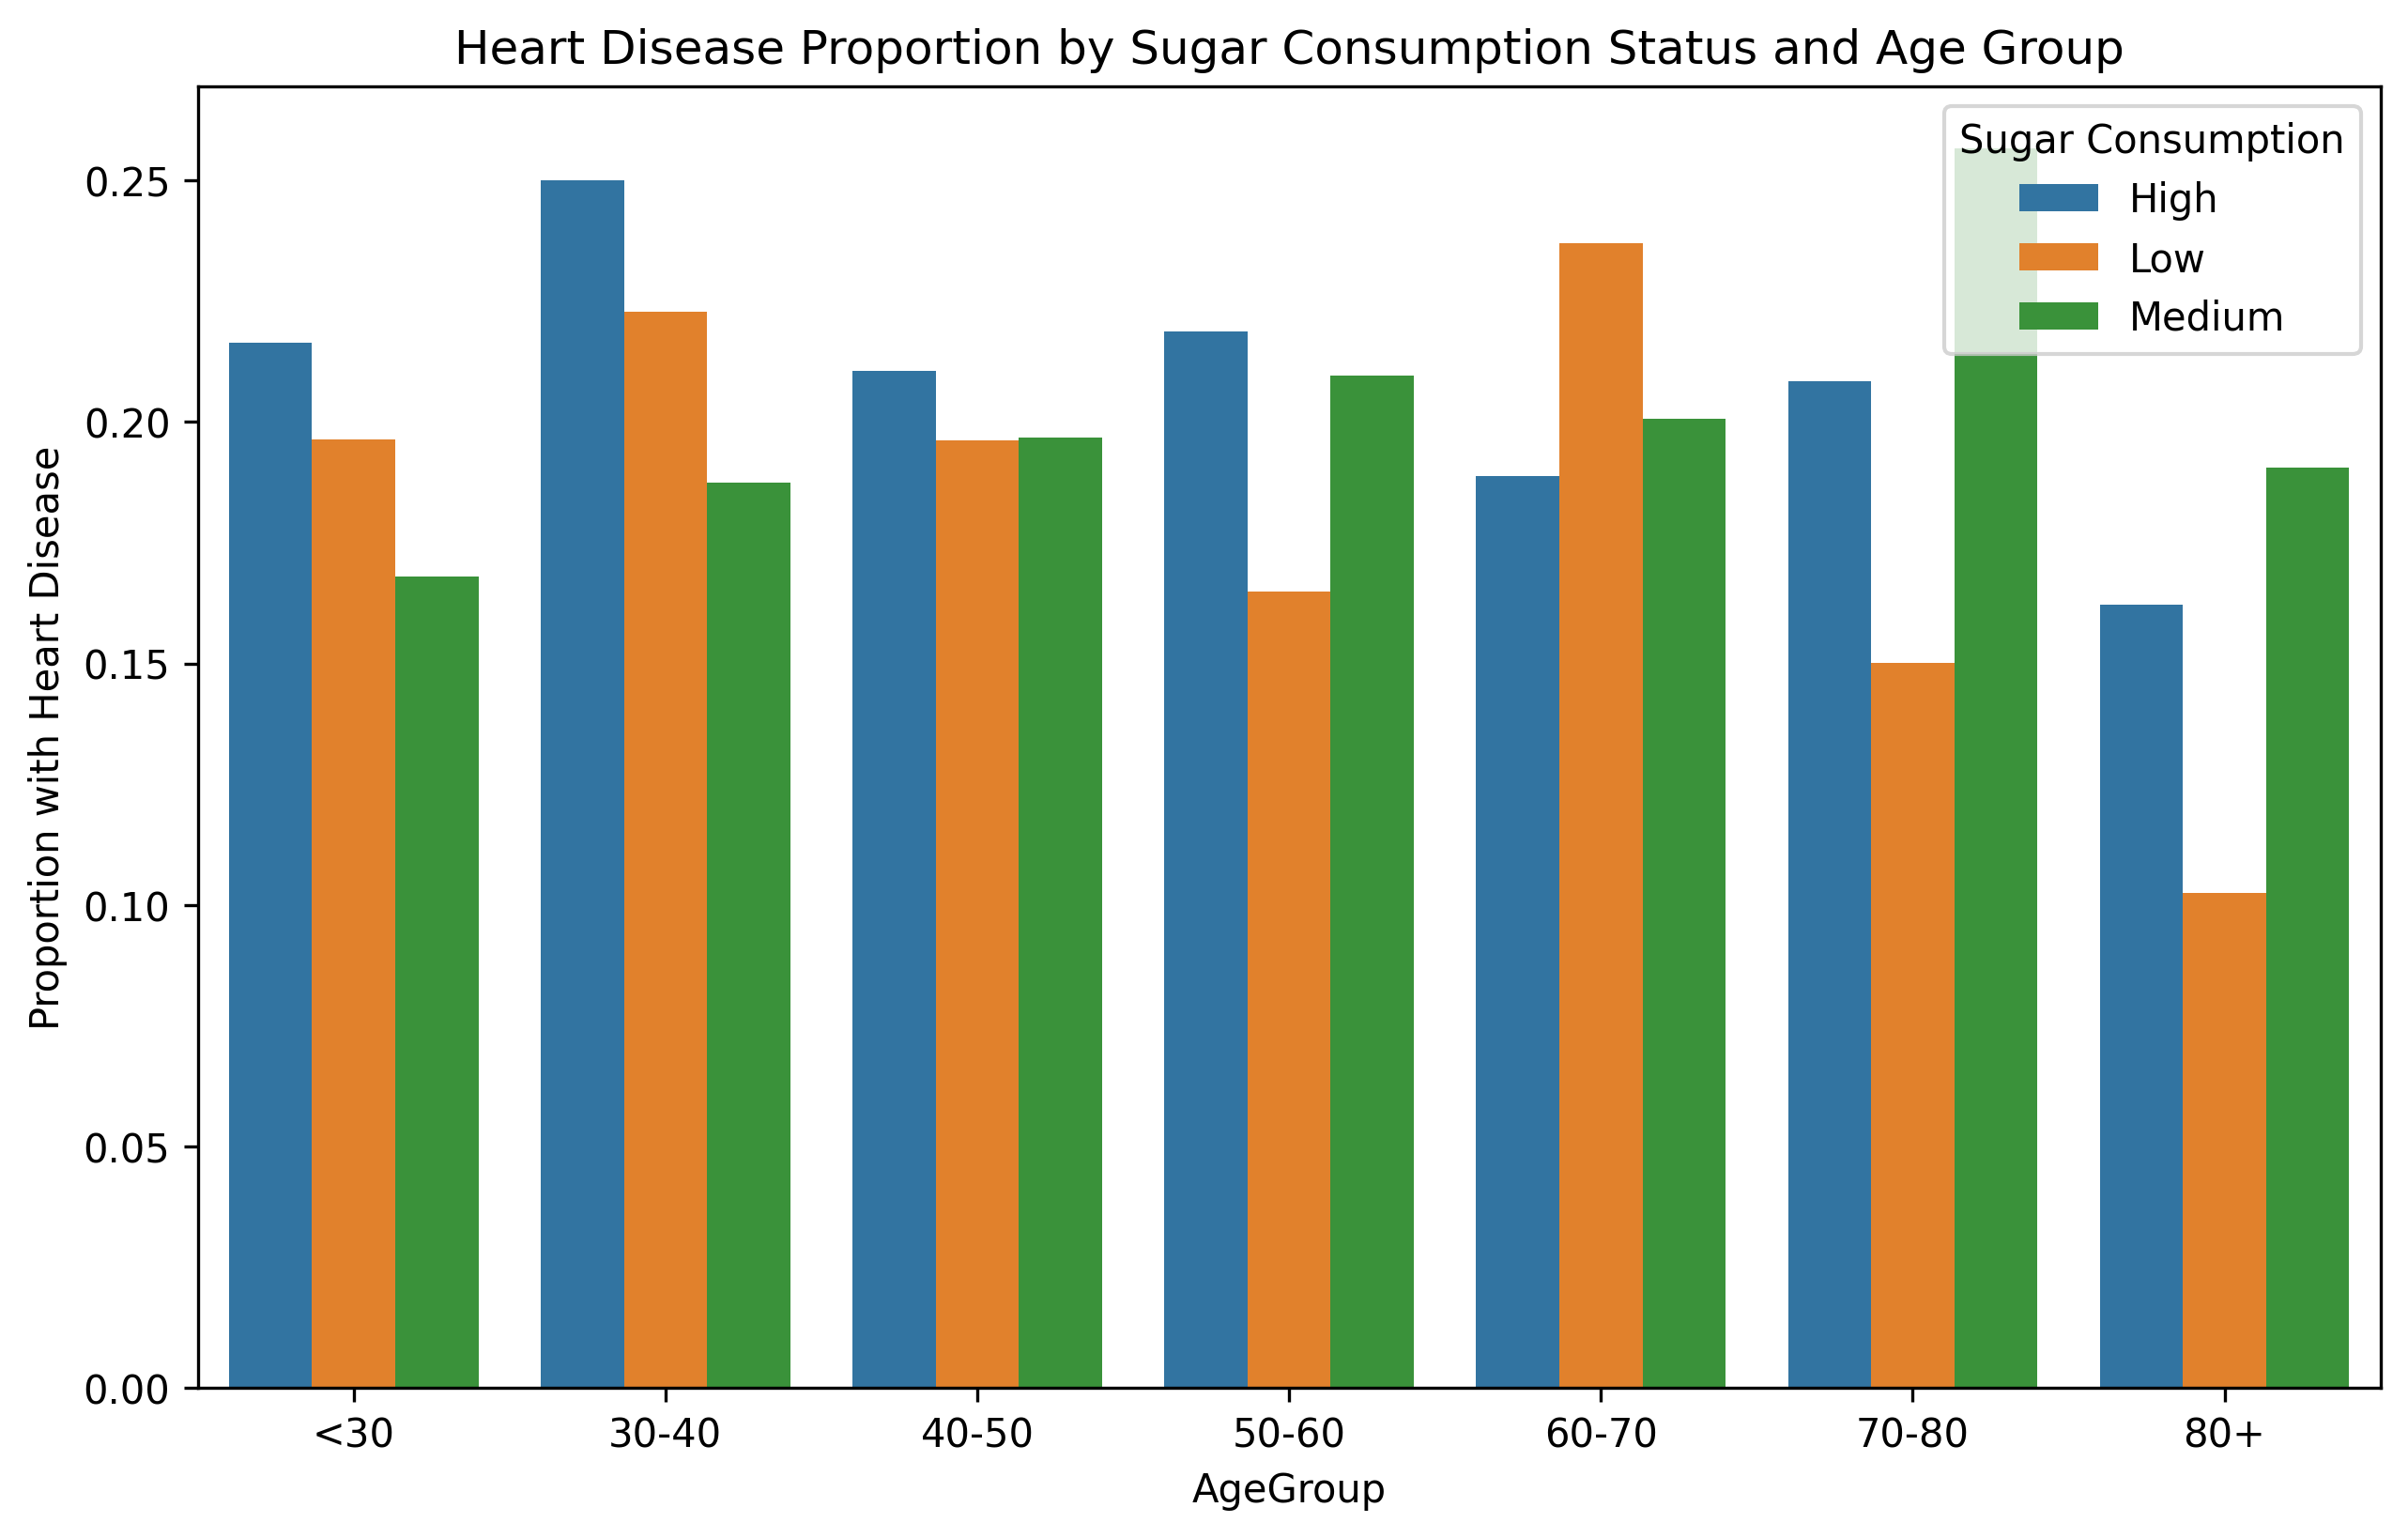 Heart Disease Proportion by Sugar Consumption Status and Age Group
Sugar Consumption
High
Low
Medium
Proportion with Heart Disease
0.25
0.20
0.15
0.10
0.05
0.00
<30 30-40 40-50 50-60 60-70 70-80 80+
AgeGroup